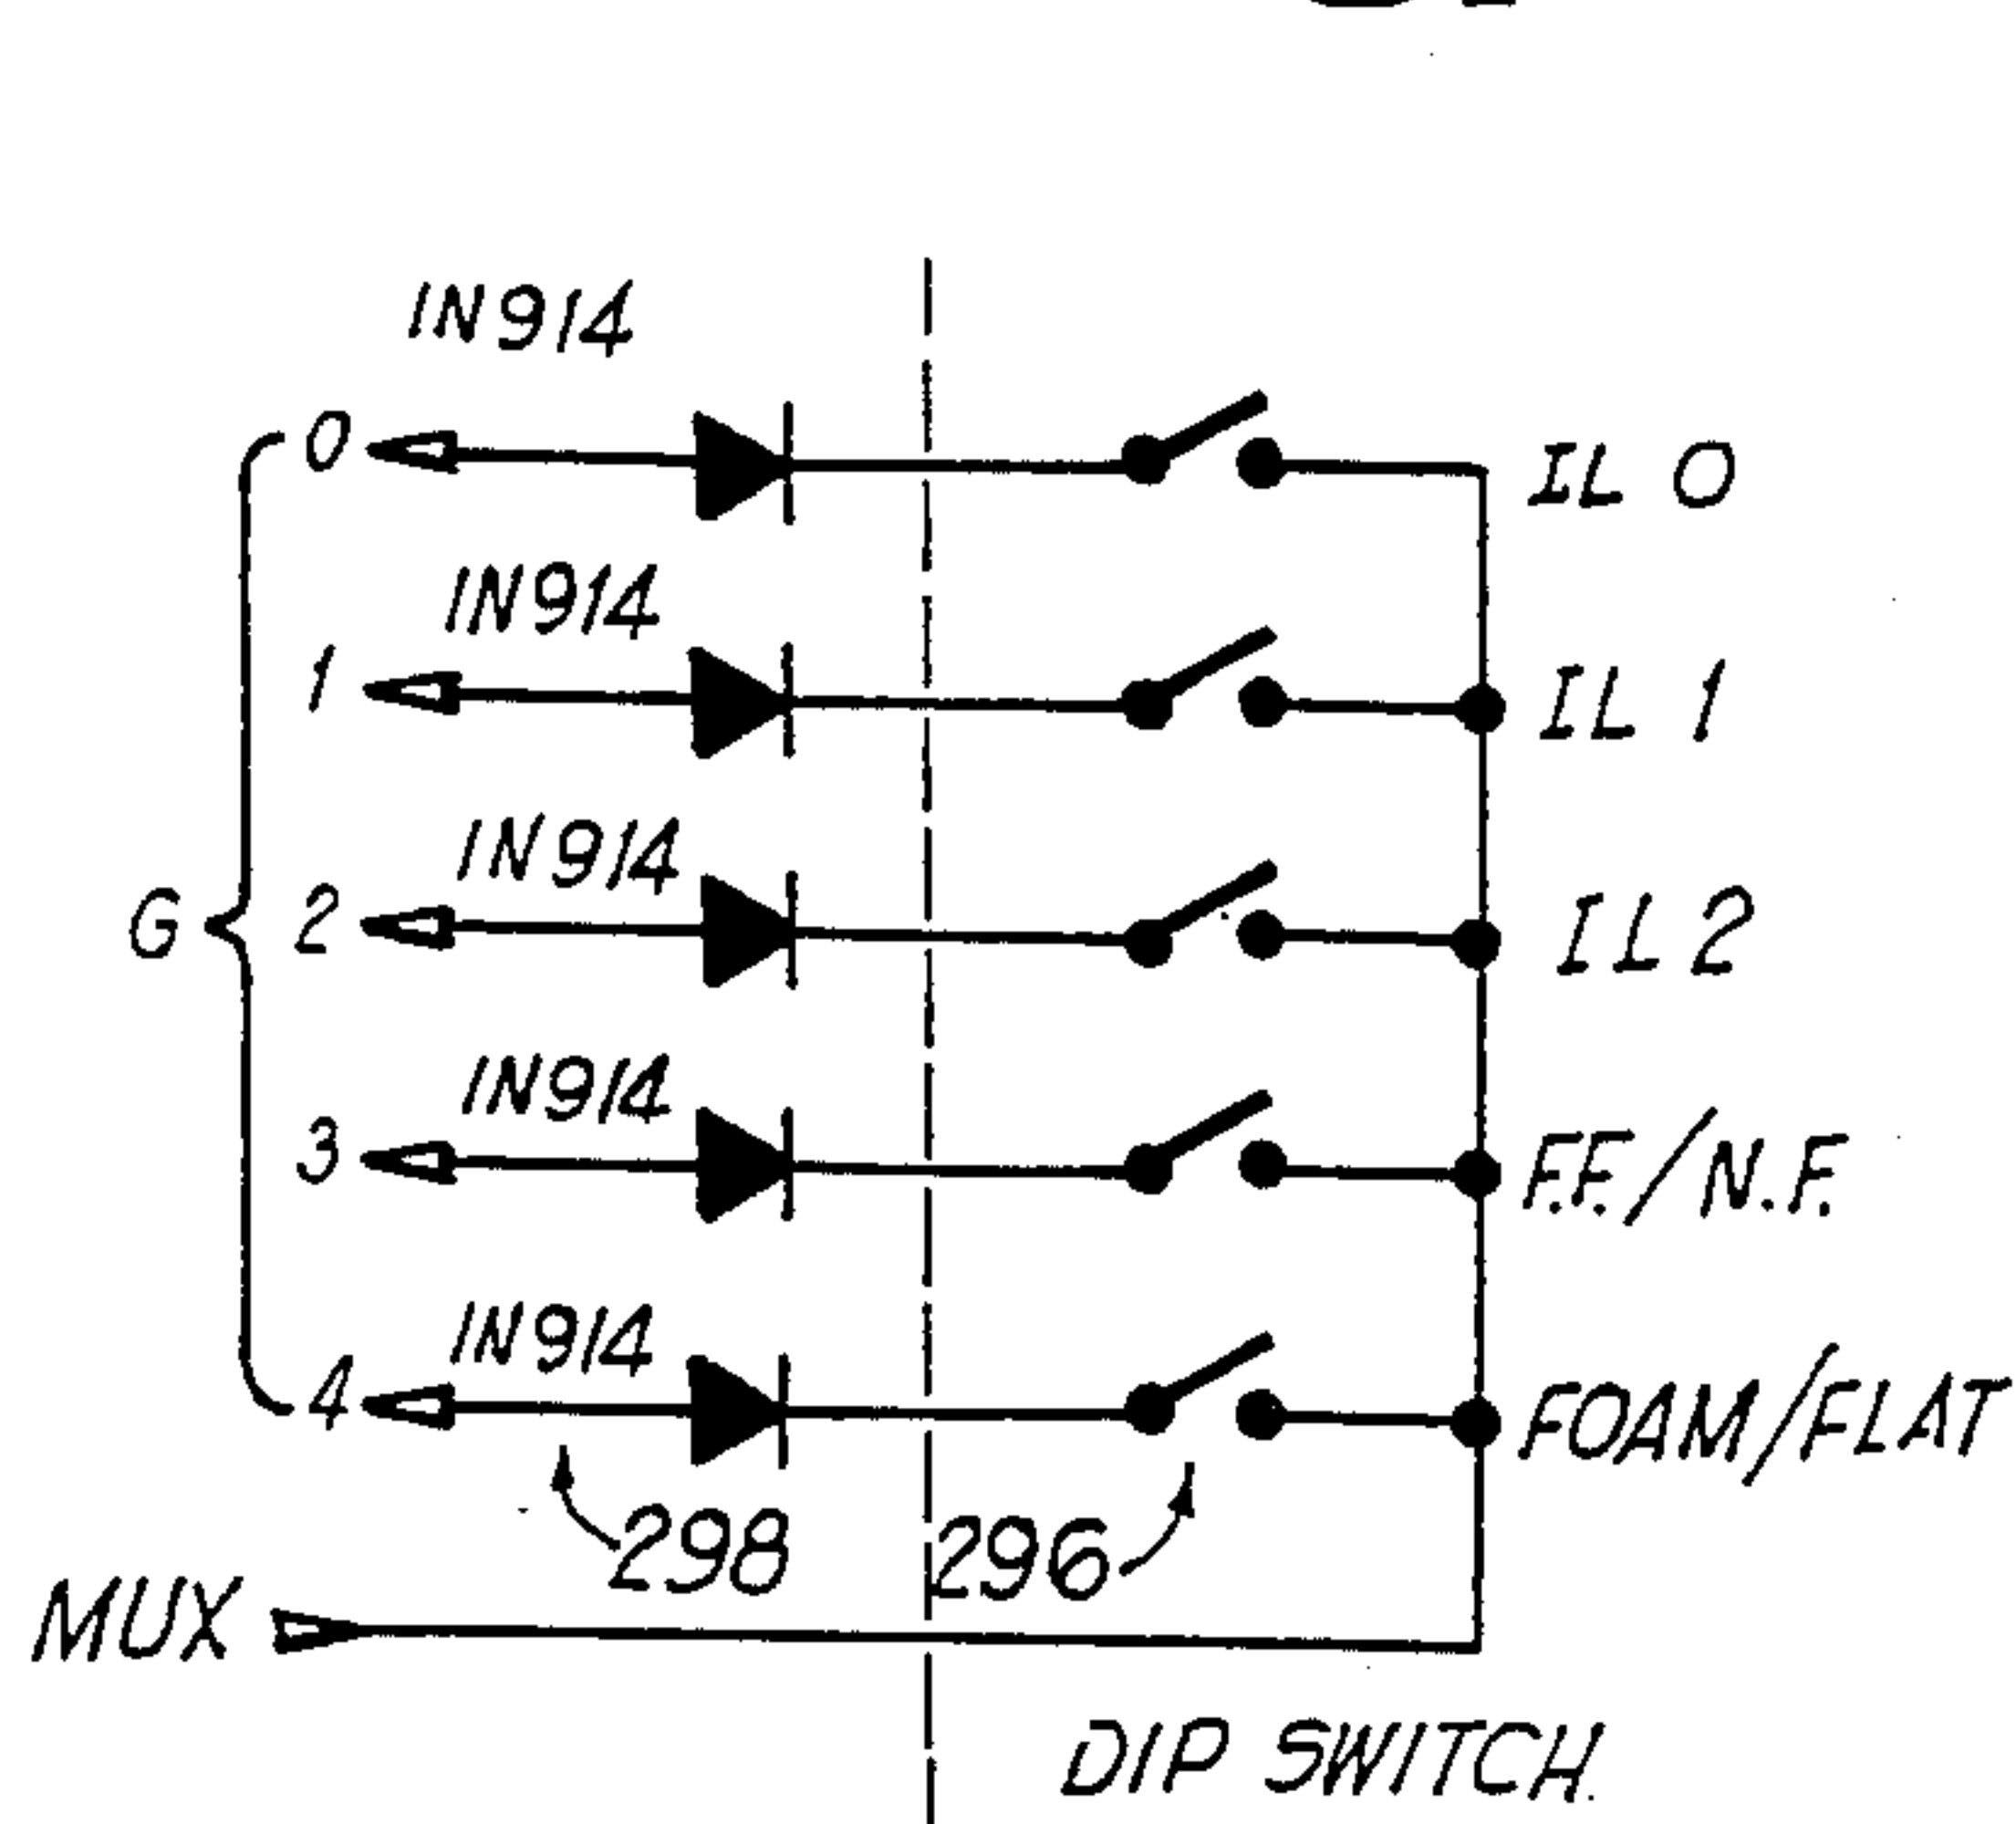 IN914
0
IL 0
IN914
1
IL 1
IN914
G
2
IL 2
IN914
3
F.F./N.F.
IN914
4
FOAM/FLAT
298
296
MUX
DIP SWITCH.